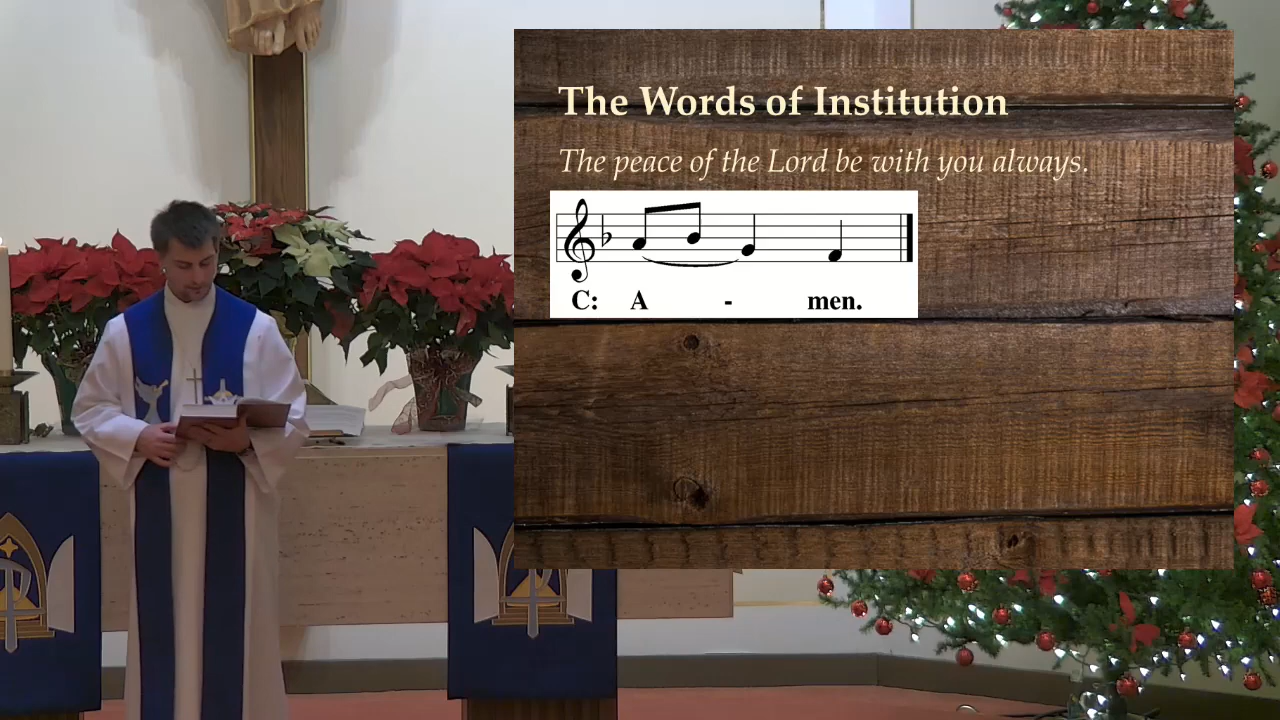 The Words of Institution
The peace of the Lord be with you always.
C: A - men.